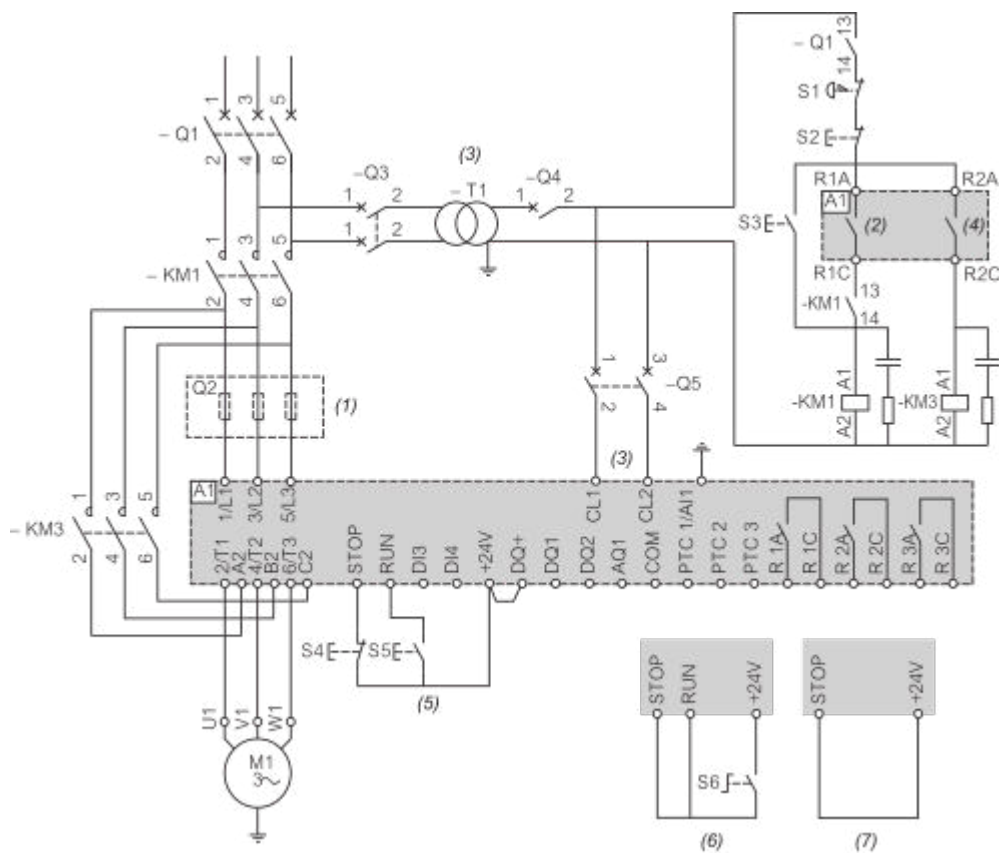 13
– Q1
14
S1
S2
R1A
R2A
A1
(2)
(4)
S3
R1C
R2C
-KM1
13
14
A1
A1
-KM1
-KM3
A2
A2
1
3
5
– Q1
2
4
6
(3)
–Q3
– T1
–Q4
1
2
1
2
1
2
1
3
5
– KM1
2
4
6
Q2
(1)
1
3
–Q5
2
4
(3)
1
3
5
– KM3
2
4
6
A1
1/L1
3/L2
5/L3
CL1
CL2
2/T1
A2
4/T2
B2
6/T3
C2
STOP
RUN
DI3
DI4
+24V
DQ+
DQ1
DQ2
AQ1
COM
PTC 1/AI1
PTC 2
PTC 3
R 1A
R 1C
R 2A
R 2C
R 3A
R 3C
S4
S5
(5)
U1
V1
W1
M1
3
STOP
RUN
+24V
S6
(6)
STOP
+24V
(7)